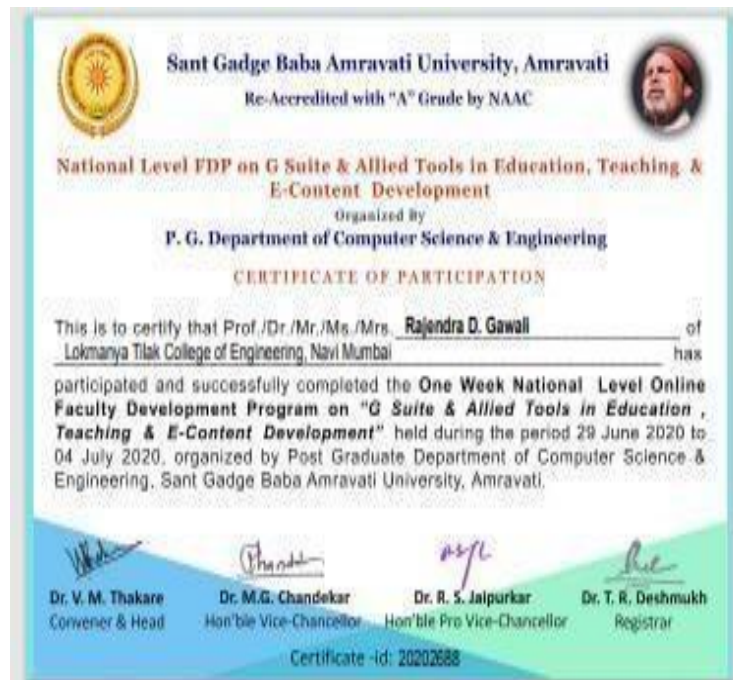 Sant Gadge Baba Amravati University, Amravati
Re-Accredited with "A" Grade by NAAC
National Level FDP on G Suite & Allied Tools in Education, Teaching &
E-Content Development
Organized By
P. G. Department of Computer Science & Engineering
CERTIFICATE OF PARTICIPATION
This is to certify that Prof./Dr./Mr./Ms./Mrs. Rajendra D. Gawali of
Lokmanya Tilak College of Engineering, Navi Mumbai has
participated and successfully completed the One Week National Level Online
Faculty Development Program on "G Suite & Allied Tools in Education ,
Teaching & E-Content Development" held during the period 29 June 2020 to
04 July 2020, organized by Post Graduate Department of Computer Science &
Engineering, Sant Gadge Baba Amravati University, Amravati.
Dr. V. M. Thakare Dr. M.G. Chandekar Dr. R. S. Jaipurkar Dr. T. R. Deshmukh
Convener & Head Hon'ble Vice-Chancellor Hon'ble Pro Vice-Chancellor Registrar
Certificate -id: 20202688